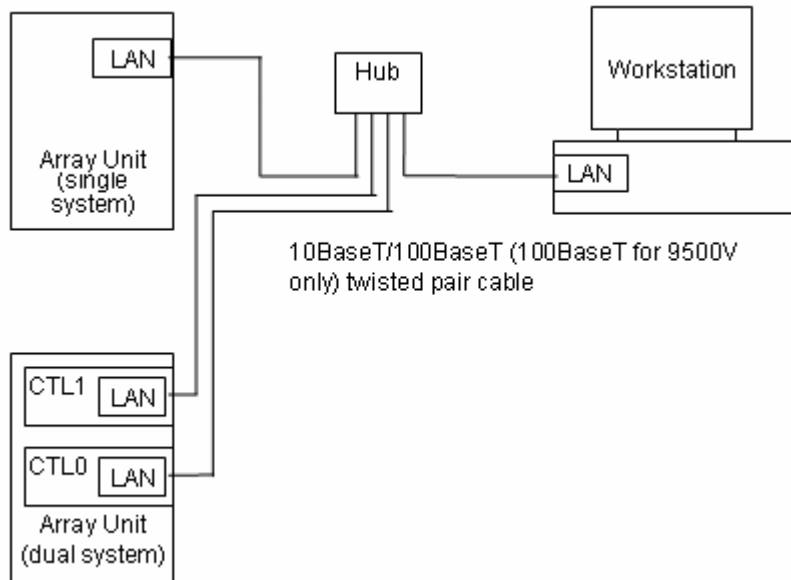 LAN
Array Unit
(single
system)
Hub
Workstation
LAN
10BaseT/100BaseT (100BaseT for 9500V
only) twisted pair cable
CTL1
LAN
CTL0
LAN
Array Unit
(dual system)